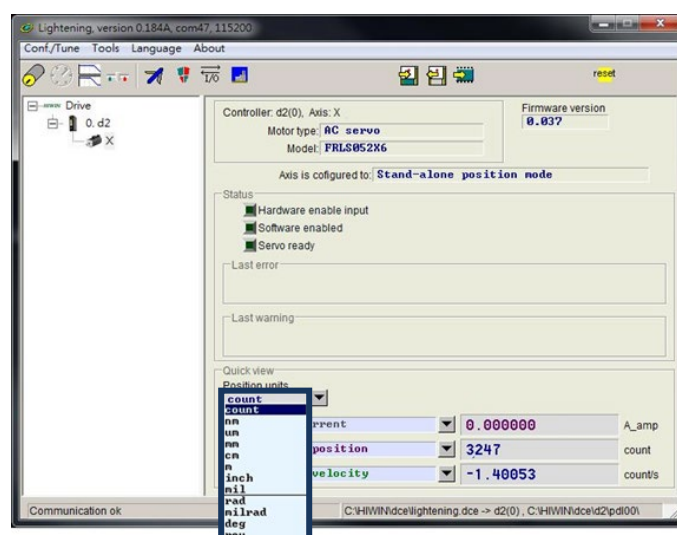 Lightening, version 0.184A, com47, 115200
Conf./Tune Tools Language About
I/O
reset
Drive
0. d2
X
Controller: d2(0), Axis: X
Firmware version
0.037
Motor type: AC servo
Model: FRLS052X6
Axis is cofigured to: Stand-alone position mode
Status
Hardware enable input
Software enabled
Servo ready
Last error
Last warning
Quick view
Position units
count
count
nm
um
mm
cm
m
inch
mil
rad
milrad
deg
rrent 0.000000 A_amp
position 3247 count
velocity -1.40053 count/s
Communication ok
C:\HIWIN\dce\lightening.dce -> d2(0) , C:\HIWIN\dce\d2\pdl00\